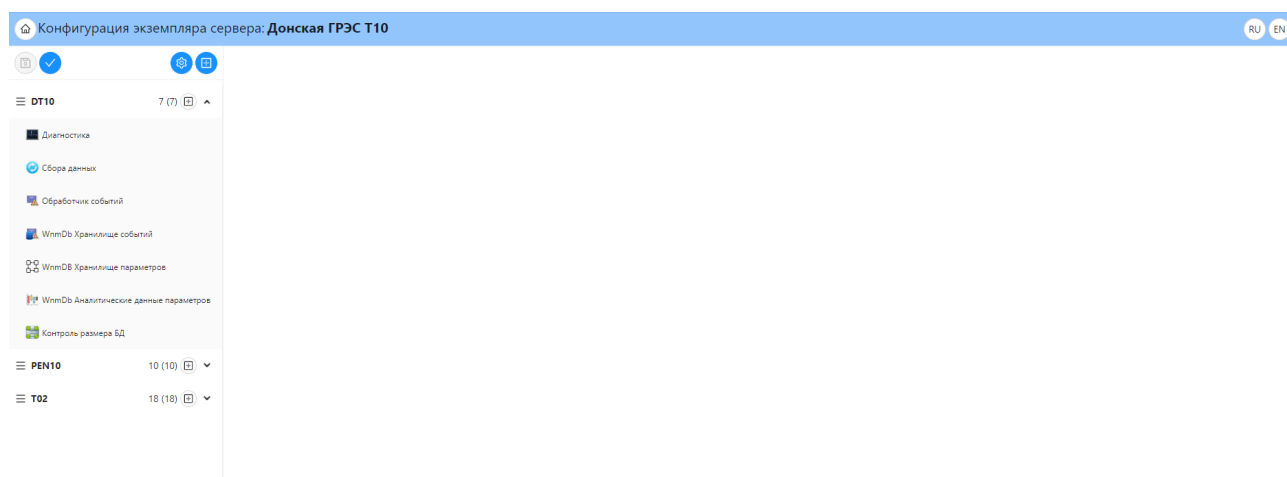 Конфигурация экземпляра сервера: Донская ГРЭС Т10
RU EN
DT10 7 (7)
Диагностика
Сбора данных
Обработчик событий
WnmDb Хранилище событий
WnmDB Хранилище параметров
WnmDb Аналитические данные параметров
Контроль размера БД
PEN10 10 (10)
T02 18 (18)